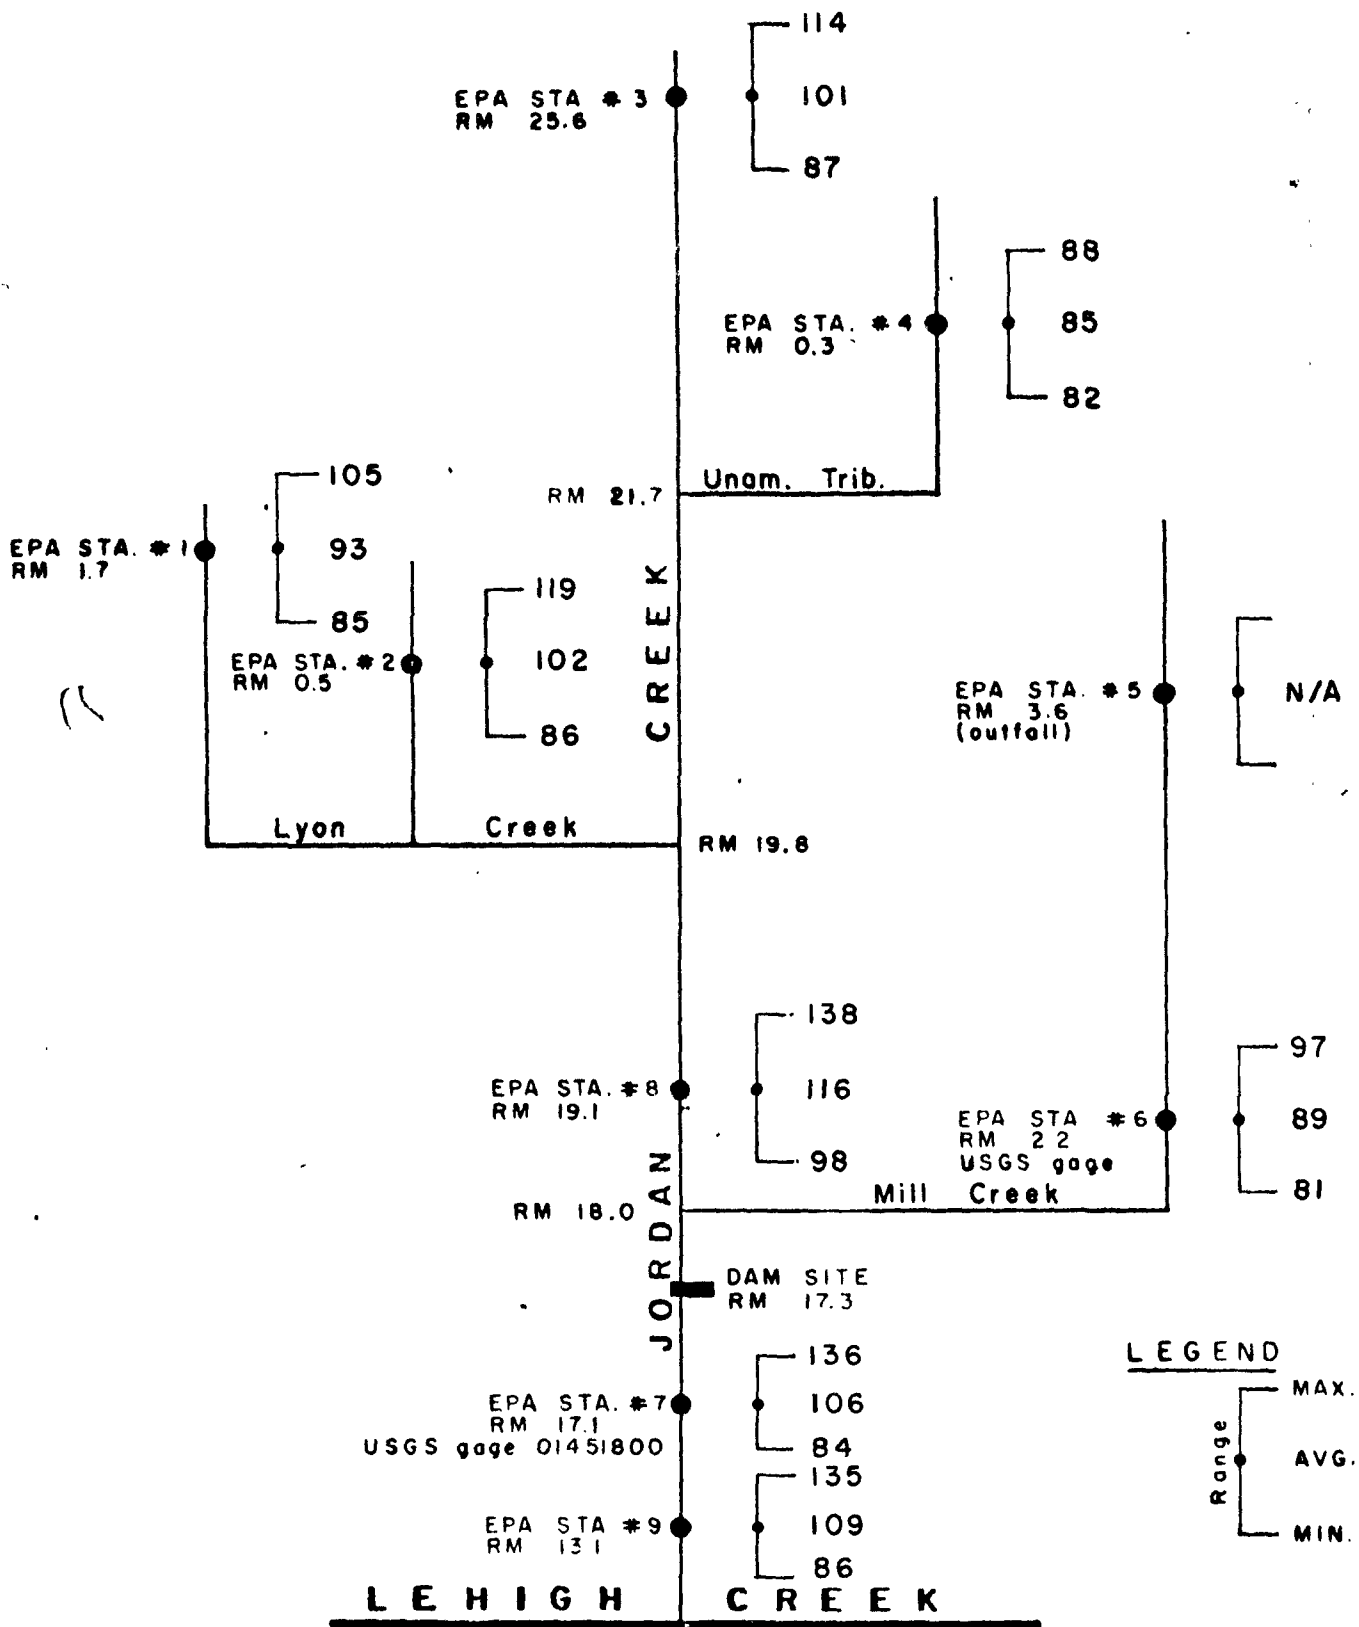 114
EPA STA # 3
RM 25.6
101
87
88
EPA STA. # 4
RM 0.3
85
82
Unam. Trib.
RM 21.7
105
EPA STA. # 1
RM 1.7
93
85
119
EPA STA. # 2
RM 0.5
102
86
CREEK
EPA STA. # 5
RM 3.6
(outfall)
N/A
Lyon Creek
RM 19.8
138
EPA STA. # 8
RM 19.1
116
98
97
EPA STA # 6
RM 2 2
USGS gage
89
81
Mill Creek
RM 18.0
JORDAN
DAM SITE
RM 17.3
136
EPA STA. # 7
RM 17.1
USGS gage 01451800
106
84
135
EPA STA # 9
RM 13 1
109
86
LEGEND
MAX.
Range
AVG.
MIN.
LEHIGH CREEK